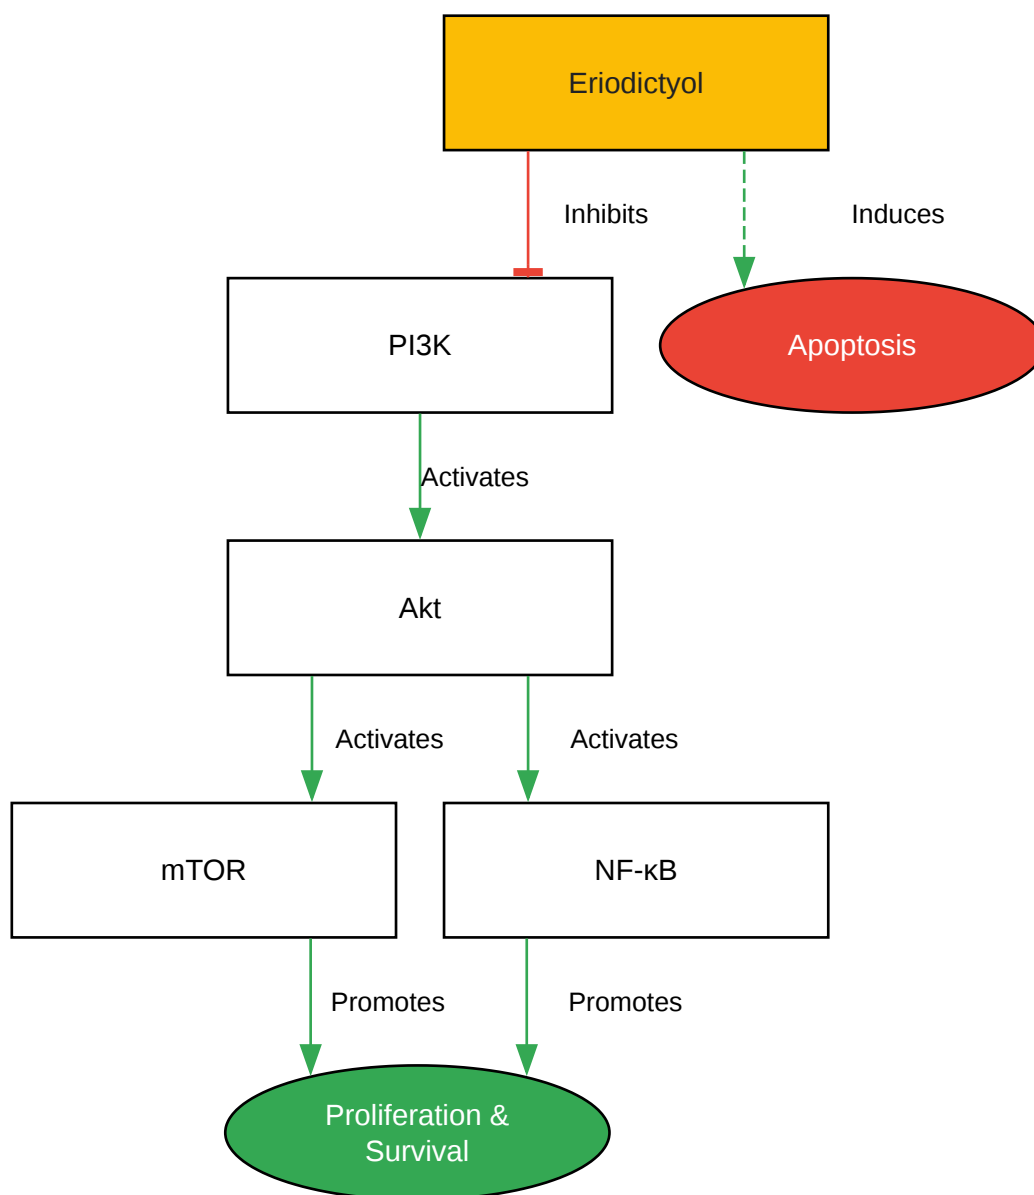 Eriodictyol
Inhibits
Induces
PI3K
Apoptosis
Activates
Akt
Activates
Activates
mTOR
NF-κB
Promotes
Promotes
Proliferation &
Survival